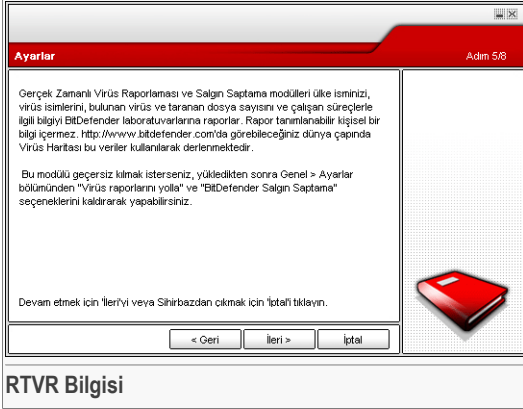 Ayarlar
Adım 5/8
Gerçek Zamanlı Virüs Raporlaması ve Salgın Saptama modülleri ülke isminizi,
virüs isimlerini, bulunan virüs ve taranan dosya sayısını ve çalışan süreçlerle
ilgili bilgiyi BitDefender laboratuvarlarına raporlar. Rapor tanımlanabilir kişisel bir
bilgi içermez. http://www.bitdefender.com'da görebileceğiniz dünya çapında
Virüs Haritası bu veriler kullanılarak derlenmektedir.
Bu modülü geçersiz kılmak isterseniz, yükledikten sonra Genel > Ayarlar
bölümünden "Virüs raporlarını yolla" ve "BitDefender Salgın Saptama"
seçeneklerini kaldırarak yapabilirsiniz.
Devam etmek için 'İleri'yi veya Sihirbazdan çıkmak için 'İptal'i tıklayın.
< Geri
İleri >
İptal
RTVR Bilgisi